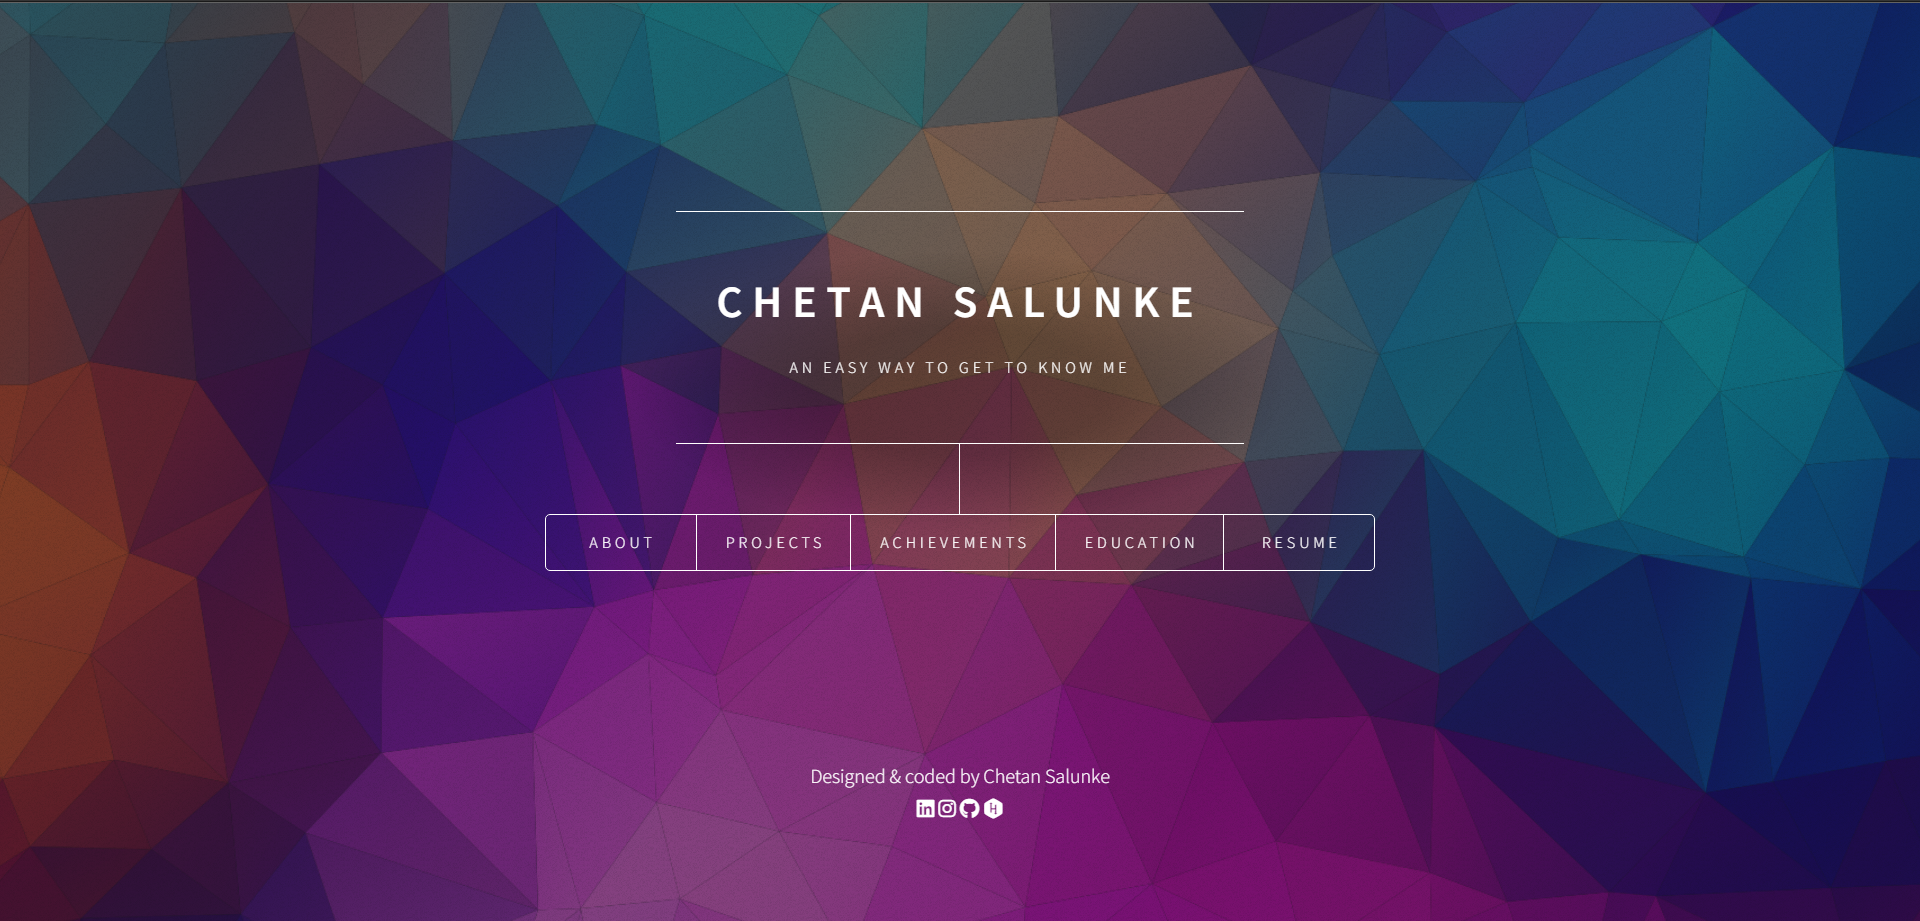 CHETAN SALUNKE
AN EASY WAY TO GET TO KNOW ME
ABOUT PROJECTS ACHIEVEMENTS EDUCATION RESUME
Designed & coded by Chetan Salunke